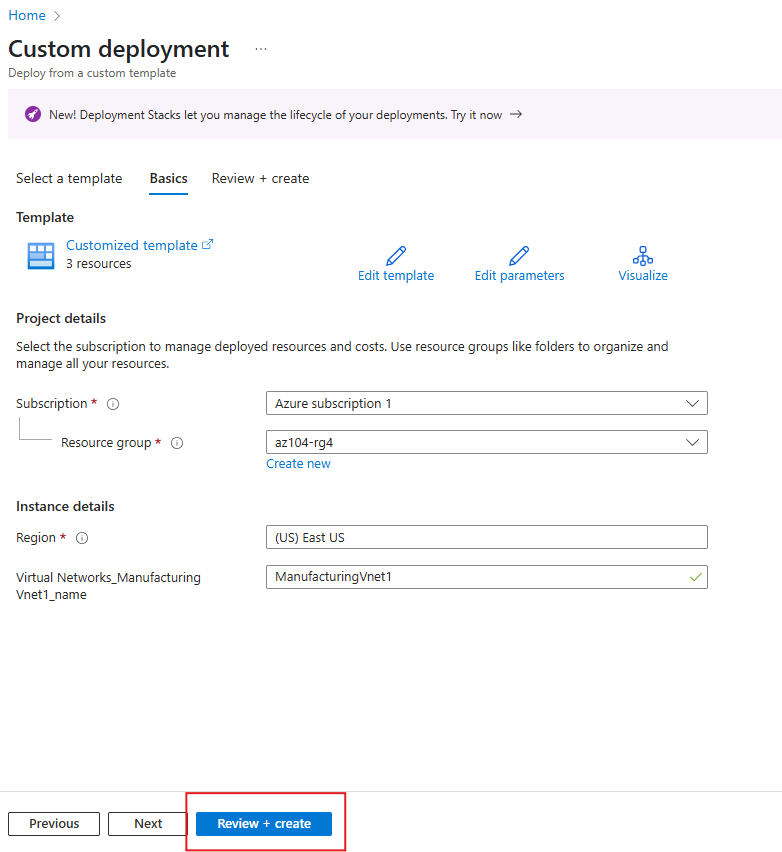 Home
Custom deployment ...
Deploy from a custom template
New! Deployment Stacks let you manage the lifecycle of your deployments. Try it now →
Select a template Basics Review + create
Template
Customized template
3 resources
Edit template Edit parameters Visualize
Project details
Select the subscription to manage deployed resources and costs. Use resource groups like folders to organize and
manage all your resources.
Subscription * Azure subscription 1
Resource group * az104-rg4
Create new
Instance details
Region * (US) East US
Virtual Networks_Manufacturing ManufacturingVnet1
Vnet1_name
Previous Next Review + create